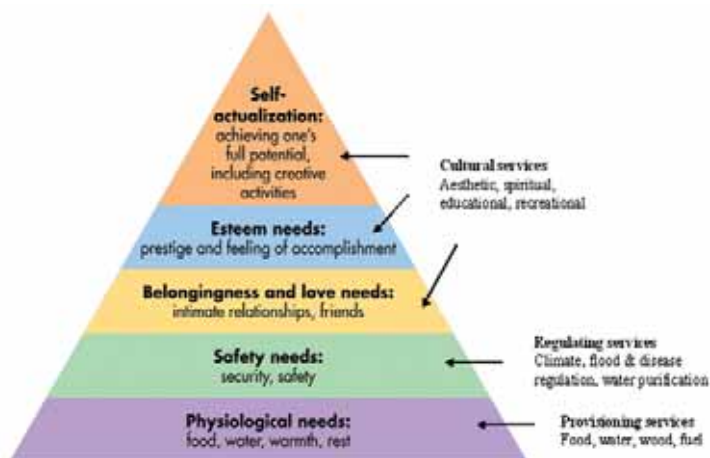 Self-
actualization:
achieving one's
full potential,
including creative
activities
Cultural services
Aesthetic, spiritual,
educational, recreational
Esteem needs:
prestige and feeling of accomplishment
Belongingness and love needs:
intimate relationships, friends
Regulating services
Climate, flood & disease
regulation, water purification
Safety needs:
security, safety
Physiological needs:
food, water, warmth, rest
Provisioning services
Food, water, wood, fuel